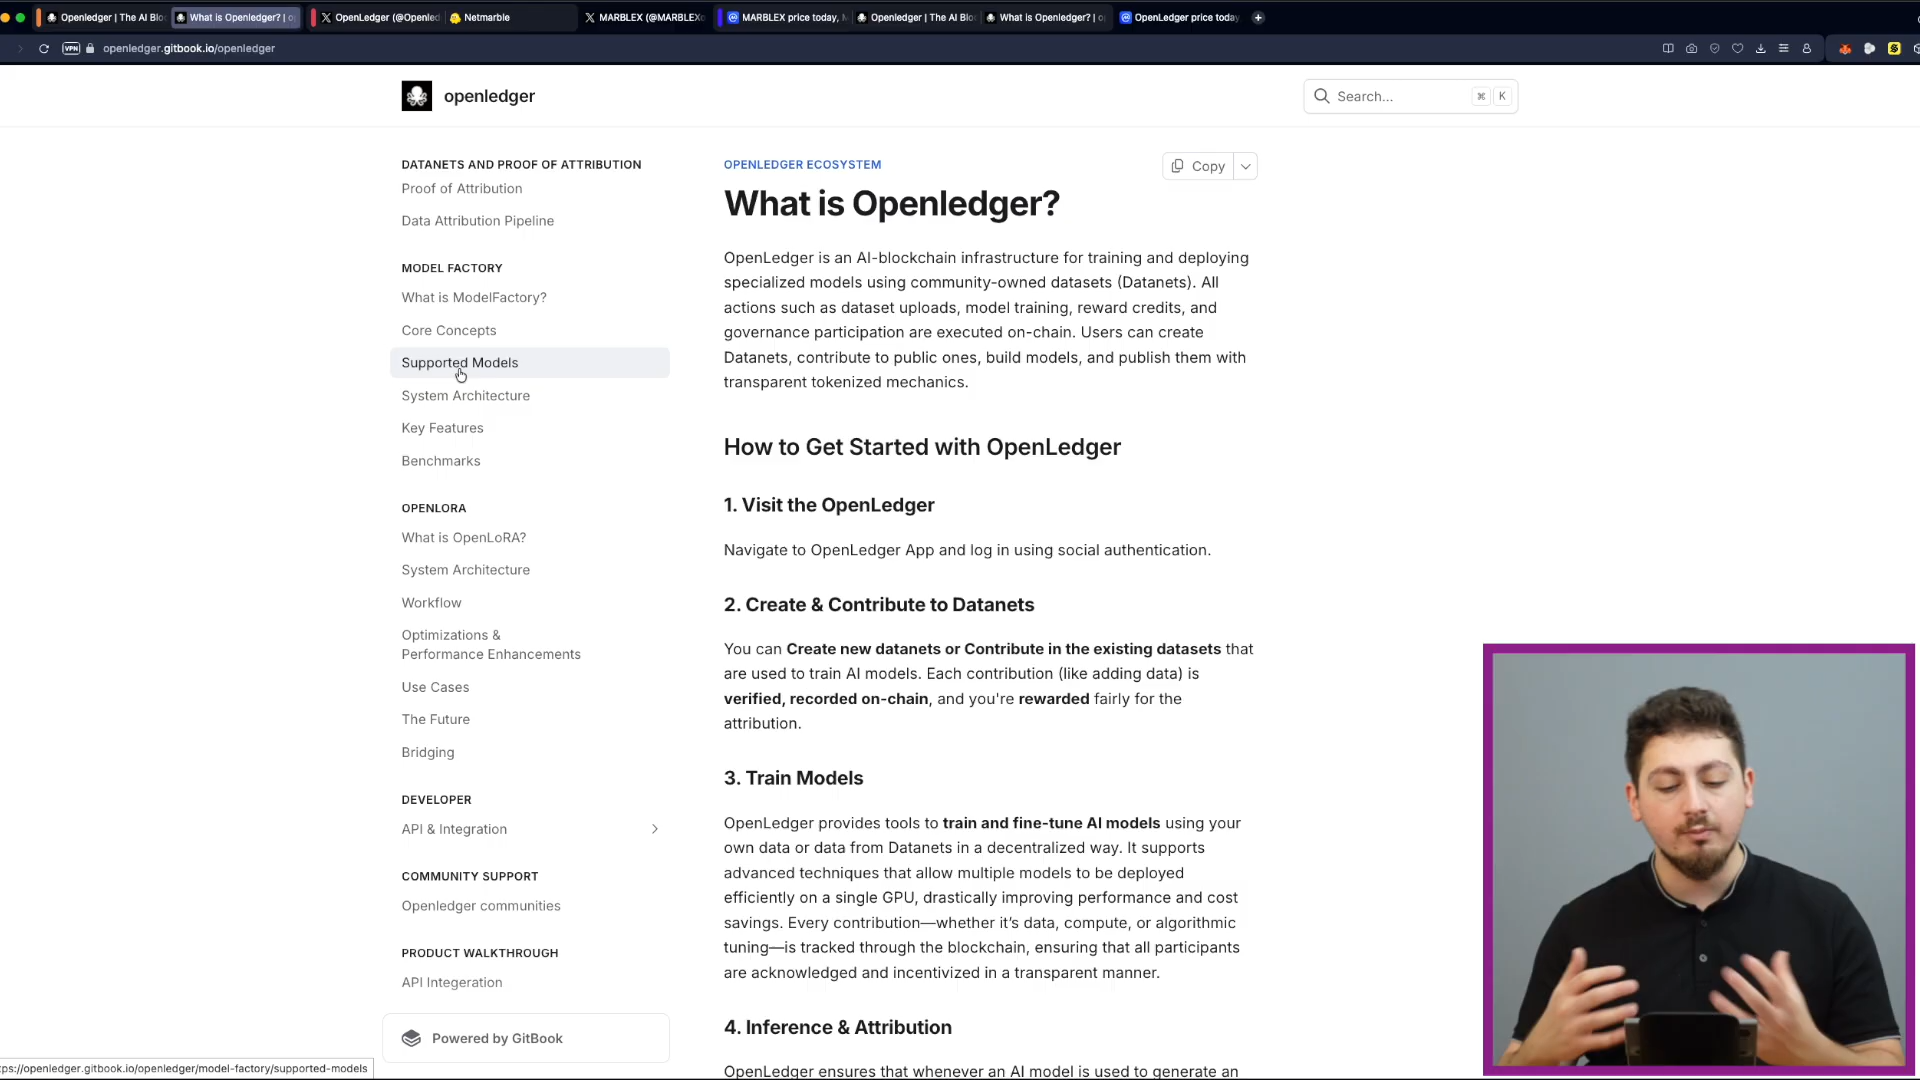 Openledger | The AI Blo
What is Openledger? | o
OpenLedger (@Openled
Netmarble
MARBLEX (@MARBLEX
MARBLEX price today, M
Openledger | The AI Blo
What is Openledger? | o
OpenLedger price today
VPN
openledger.gitbook.io/openledger
openledger
Search...
⌘ K
DATANETS AND PROOF OF ATTRIBUTION
Proof of Attribution
Data Attribution Pipeline
MODEL FACTORY
What is ModelFactory?
Core Concepts
Supported Models
System Architecture
Key Features
Benchmarks
OPENLORA
What is OpenLoRA?
System Architecture
Workflow
Optimizations &
Performance Enhancements
Use Cases
The Future
Bridging
DEVELOPER
API & Integration
COMMUNITY SUPPORT
Openledger communities
PRODUCT WALKTHROUGH
API Integeration
Powered by GitBook
ps://openledger.gitbook.io/openledger/model-factory/supported-models
OPENLEDGER ECOSYSTEM
Copy
What is Openledger?
OpenLedger is an AI-blockchain infrastructure for training and deploying
specialized models using community-owned datasets (Datanets). All
actions such as dataset uploads, model training, reward credits, and
governance participation are executed on-chain. Users can create
Datanets, contribute to public ones, build models, and publish them with
transparent tokenized mechanics.
How to Get Started with OpenLedger
1. Visit the OpenLedger
Navigate to OpenLedger App and log in using social authentication.
2. Create & Contribute to Datanets
You can Create new datanets or Contribute in the existing datasets that
are used to train AI models. Each contribution (like adding data) is
verified, recorded on-chain, and you're rewarded fairly for the
attribution.
3. Train Models
OpenLedger provides tools to train and fine-tune AI models using your
own data or data from Datanets in a decentralized way. It supports
advanced techniques that allow multiple models to be deployed
efficiently on a single GPU, drastically improving performance and cost
savings. Every contribution—whether it's data, compute, or algorithmic
tuning—is tracked through the blockchain, ensuring that all participants
are acknowledged and incentivized in a transparent manner.
4. Inference & Attribution
OpenLedger ensures that whenever an AI model is used to generate an